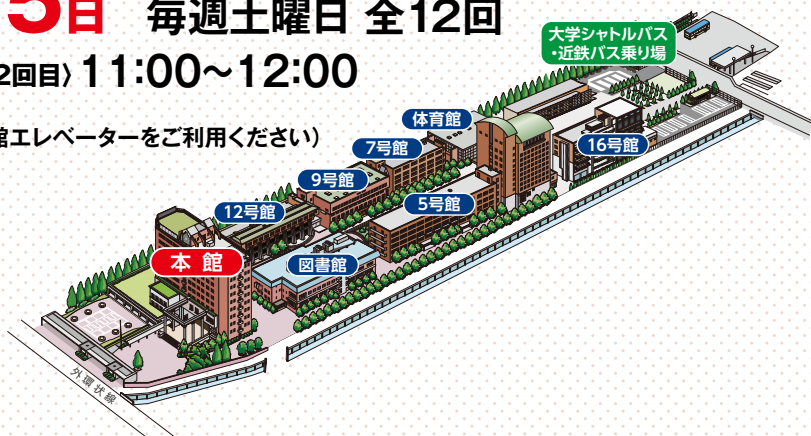 5日 毎週土曜日 全12回
2回目〉11:00〜12:00
館エレベーターをご利用ください）
大学シャトルバス
・近鉄バス乗り場
体育館
7号館
16号館
9号館
5号館
12号館
本館
図書館
外環状線